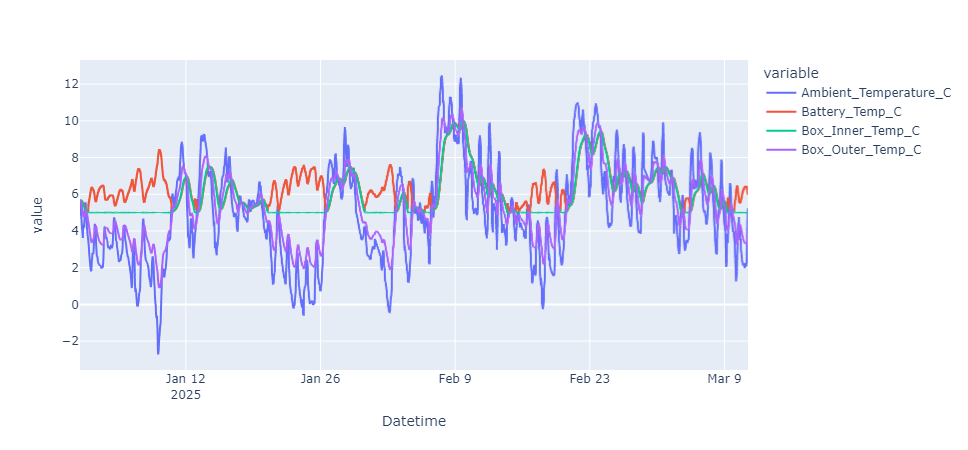 variable
Ambient_Temperature_C
Battery_Temp_C
Box_Inner_Temp_C
Box_Outer_Temp_C
value
12
10
8
6
4
2
0
−2
Jan 12
2025
Jan 26
Feb 9
Feb 23
Mar 9
Datetime